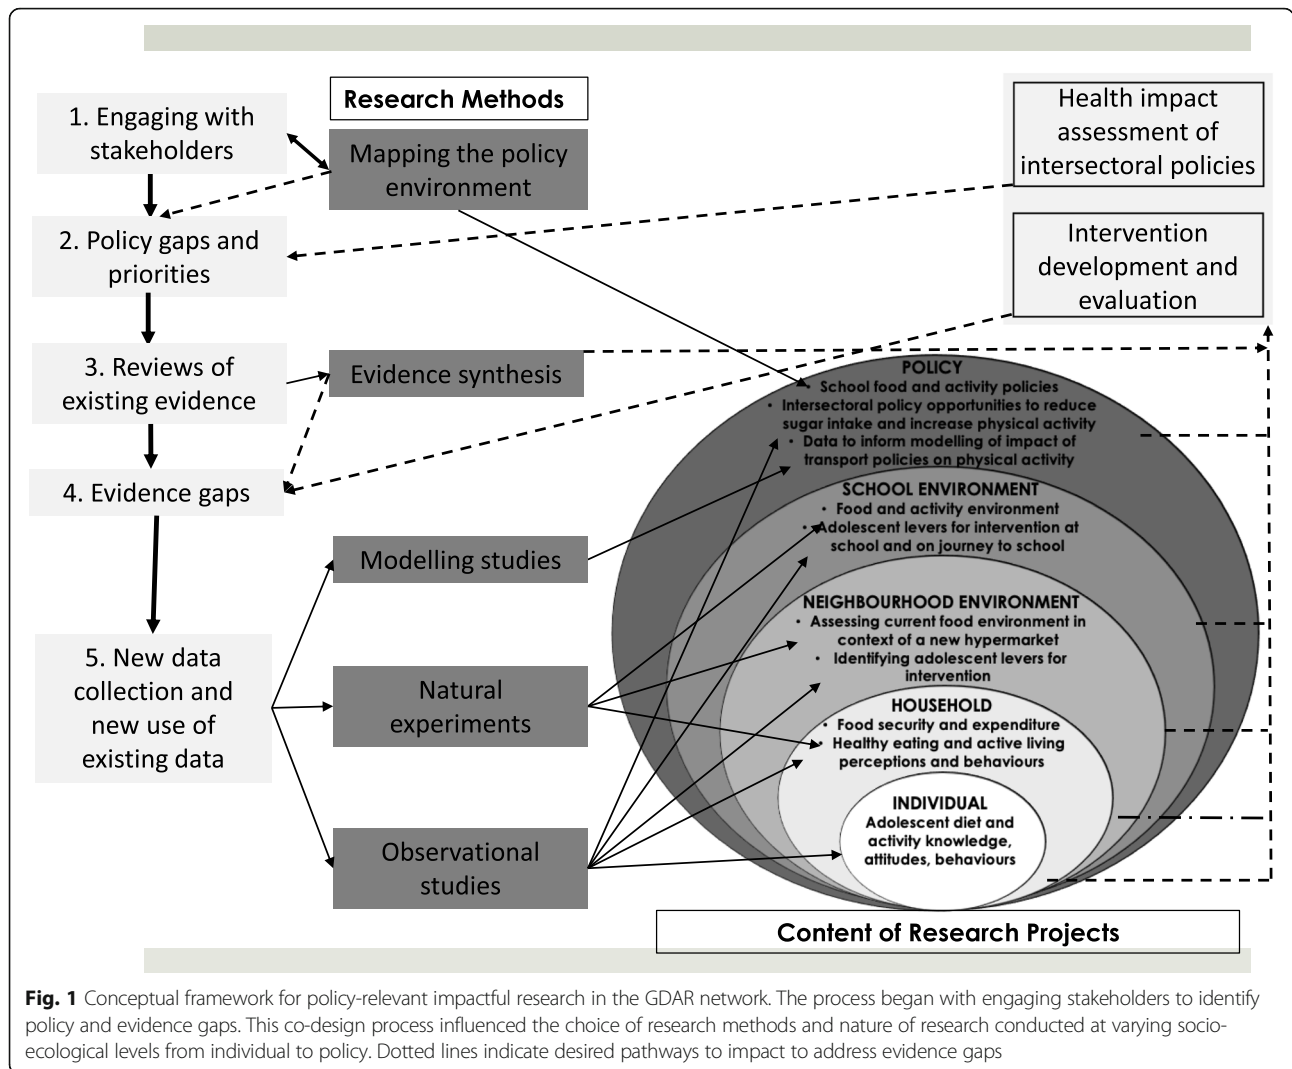 Research Methods
1. Engaging with
stakeholders
Mapping the policy
environment
2. Policy gaps and
priorities
3. Reviews of
existing evidence
Evidence synthesis
4. Evidence gaps
Modelling studies
5. New data
collection and
new use of
existing data
Natural
experiments
Observational
studies
Health impact
assessment of
intersectoral policies
Intervention
development and
evaluation
POLICY
• School food and activity policies
• Intersectoral policy opportunities to reduce
sugar intake and increase physical activity
• Data to inform modelling of impact of
transport policies on physical activity
SCHOOL ENVIRONMENT
• Food and activity environment
• Adolescent levers for intervention at
school and on journey to school
NEIGHBOURHOOD ENVIRONMENT
• Assessing current food environment in
context of a new hypermarket
• Identifying adolescent levers for
intervention
HOUSEHOLD
• Food security and expenditure
• Healthy eating and active living
perceptions and behaviours
INDIVIDUAL
Adolescent diet and
activity knowledge,
attitudes, behaviours
Content of Research Projects
Fig. 1 Conceptual framework for policy-relevant impactful research in the GDAR network. The process began with engaging stakeholders to identify
policy and evidence gaps. This co-design process influenced the choice of research methods and nature of research conducted at varying socio-
ecological levels from individual to policy. Dotted lines indicate desired pathways to impact to address evidence gaps